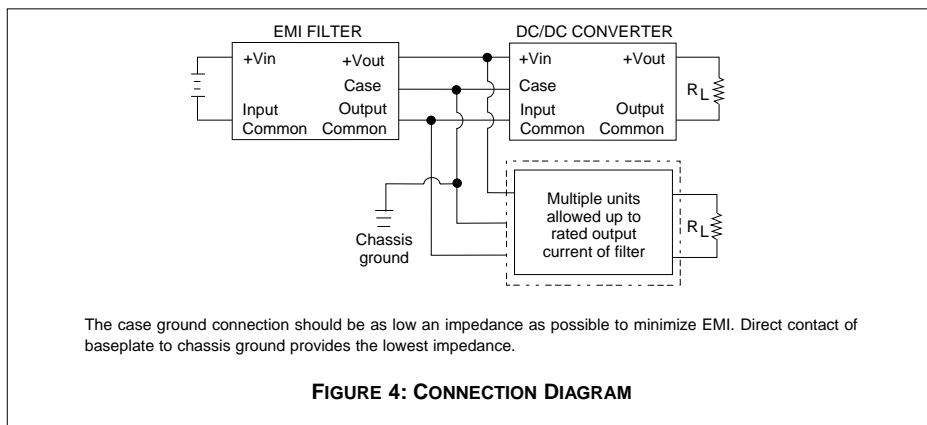 EMI FILTER
DC/DC CONVERTER
+Vin
+Vout
Case
Input
Common
Output
Common
+Vin
+Vout
Case
Input
Common
Output
Common
RL
Multiple units
allowed up to
rated output
current of filter
RL
Chassis
ground
The case ground connection should be as low an impedance as possible to minimize EMI. Direct contact of
baseplate to chassis ground provides the lowest impedance.
FIGURE 4: CONNECTION DIAGRAM